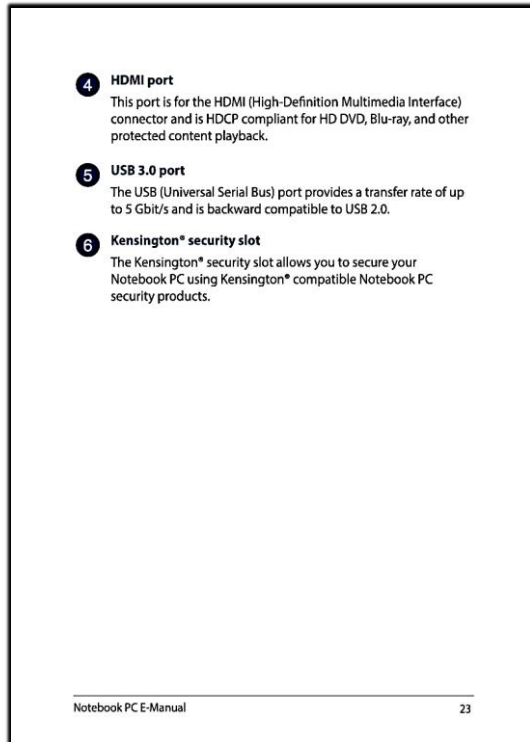 4 HDMI port
This port is for the HDMI (High-Definition Multimedia Interface)
connector and is HDCP compliant for HD DVD, Blu-ray, and other
protected content playback.
5 USB 3.0 port
The USB (Universal Serial Bus) port provides a transfer rate of up
to 5 Gbit/s and is backward compatible to USB 2.0.
6 Kensington® security slot
The Kensington® security slot allows you to secure your
Notebook PC using Kensington® compatible Notebook PC
security products.
Notebook PC E-Manual 23